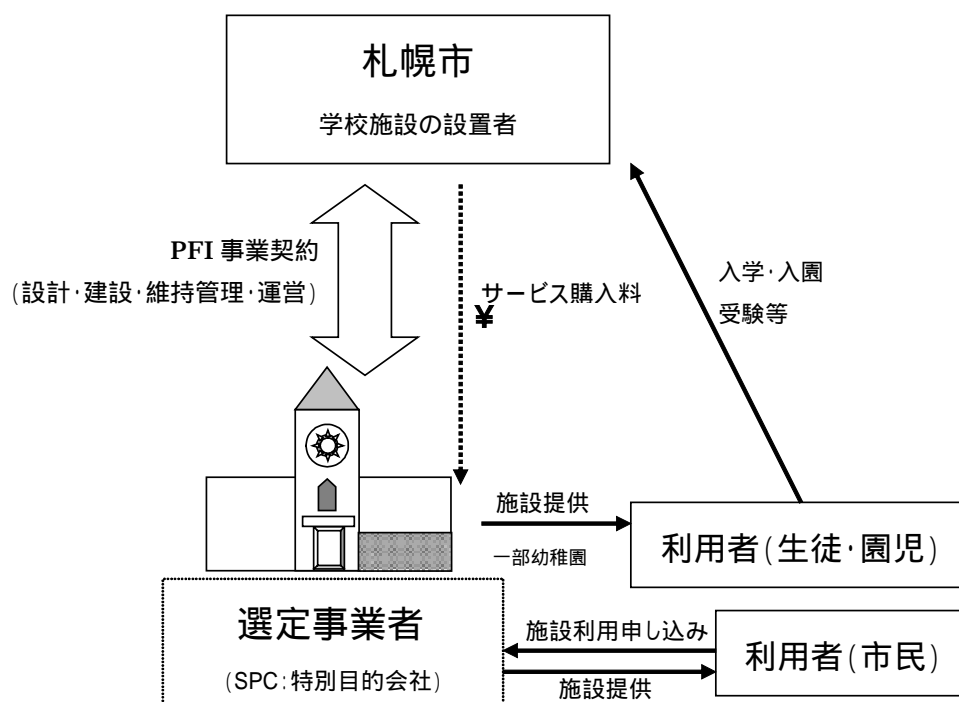 札幌市
学校施設の設置者
PFI 事業契約
(設計・建設・維持管理・運営)
サービス購入料
¥
入学・入園
受験等
施設提供
一部幼稚園
利用者(生徒・園児)
選定事業者
(SPC:特別目的会社)
施設利用申し込み
施設提供
利用者(市民)